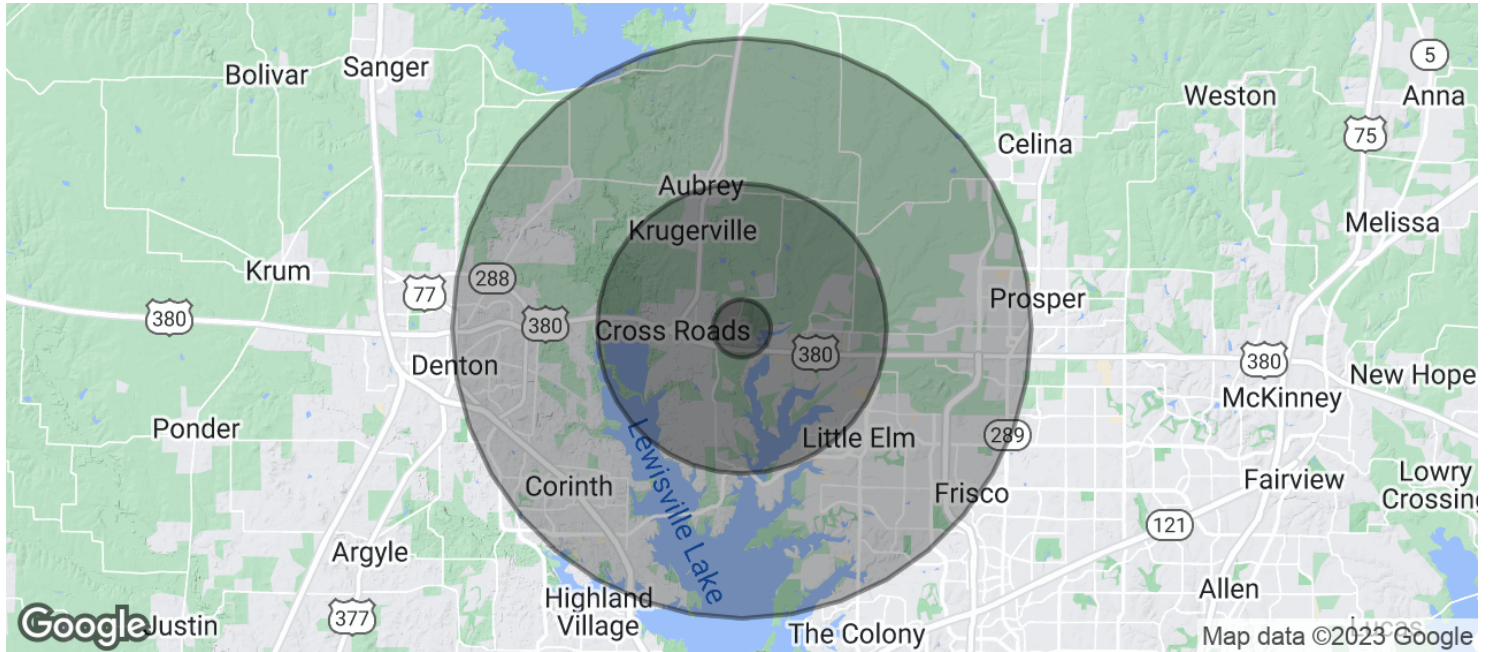 Bolivar
Sanger
5
Weston
Anna
75
Celina
Aubrey
Melissa
Krugerville
Krum
288
77
Prosper
380
380
Cross Roads
380
380
Denton
New Hope
McKinney
Ponder
Little Elm
289
Lewisville Lake
Corinth
Frisco
Fairview
Lowry
Crossing
121
Argyle
Allen
Highland
Village
377
Google
Justin
The Colony
Lucas
Map data ©2023 Google